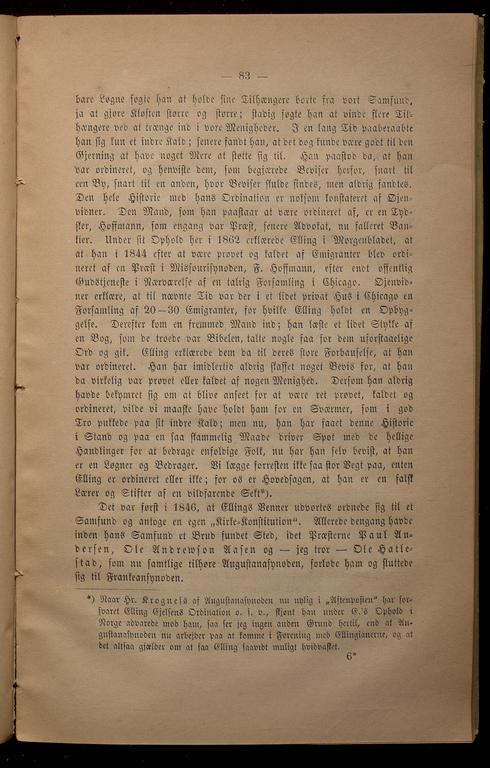 — 83 —
bare Løgne søgte han at holde sine Tilhængere borte fra vort Samfund,
ja at gjøre Kløften større og større; stadig søgte han at vinde flere Til-
hængere ved at trænge ind i vore Menigheder. I en lang Tid paaberaabte
han sig kun et indre Kald; senere fandt han, at det dog kunde være godt til den
Gjerning at have noget Mere at støtte sig til. Han paastod da, at han
var ordineret, og henviste dem, som begjærede Beviser herfor, snart til
een By, snart til en anden, hvor Beviser skulde findes, men aldrig fandtes.
Den hele Historie med hans Ordination er noksom konstateret af Øjen-
vidner. Den Mand, som han paastaar at være ordineret af, er en Tyd-
sker, Hoffmann, som engang var Præst, senere Advokat, nu falleret Ban-
kier. Under sit Ophold her i 1862 erklærede Elling i Morgenbladet, at
at han i 1844 efter at være prøvet og kaldet af Emigranter blev ordi-
neret af en Præst i Missourisynoden, F. Hoffmann, efter endt offentlig
Gudstjeneste i Nærværelse af en talrig Forsamling i Chicago. Øjenvid-
ner erklære, at til nævnte Tid var der i et lidet privat Hus i Chicago en
Forsamling af 20—30 Emigranter, for hvilke Elling holdt en Opbyg-
gelse. Derefter kom en fremmed Mand ind; han læste et lidet Stykke af
en Bog, som de troede var Bibelen, talte nogle saa for dem uforstaaelige
Ord og gik. Elling erklærede dem da til deres store Forbauselse, at han
var ordineret. Han har imidlertid aldrig skaffet noget Bevis for, at han
da virkelig var prøvet eller kaldet af nogen Menighed. Dersom han aldrig
havde bekymret sig om at blive anseet for at være ret prøvet, kaldet og
ordineret, vilde vi maaske have holdt ham for en Sværmer, som i god
Tro pukkede paa sit indre Kald; men nu, han har faaet denne Historie
i Stand og paa en saa skammelig Maade driver Spot med de hellige
Handlinger for at bedrage enfoldige Folk, nu har han selv bevist, at han
er en Løgner og Bedrager. Vi lægge forresten ikke saa stor Vegt paa, enten
Elling er ordineret eller ikke; for os er Hovedsagen, at han er en falsk
Lærer og Stifter af en vildfarende Sekt*).
Det var først i 1846, at Ellings Venner udvortes ordnede sig til et
Samfund og antoge en egen „Kirke-Konstitution“. Allerede dengang havde
inden hans Samfund et Brud fundet Sted, idet Præsterne Paul An-
dersen, Ole Andrewson Aasen og — jeg tror — Ole Hatle-
stad, som nu samtlige tilhøre Augustanasynoden, forlode ham og sluttede
sig til Frankeansynoden.
*) Naar Hr. Krogness af Augustanasynoden nu nylig i „Aftenposten“ har for-
svaret Elling Ejelsens Ordination o. s. v., skjønt han under E.'s Ophold i
Norge advarede mod ham, saa ser jeg ingen anden Grund hertil, end at Au-
gustanasynoden nu arbejder paa at komme i Forening med Ellingianerne, og at
det altsaa gjælder om at faa Elling saavidt muligt hvidvasket.
6*